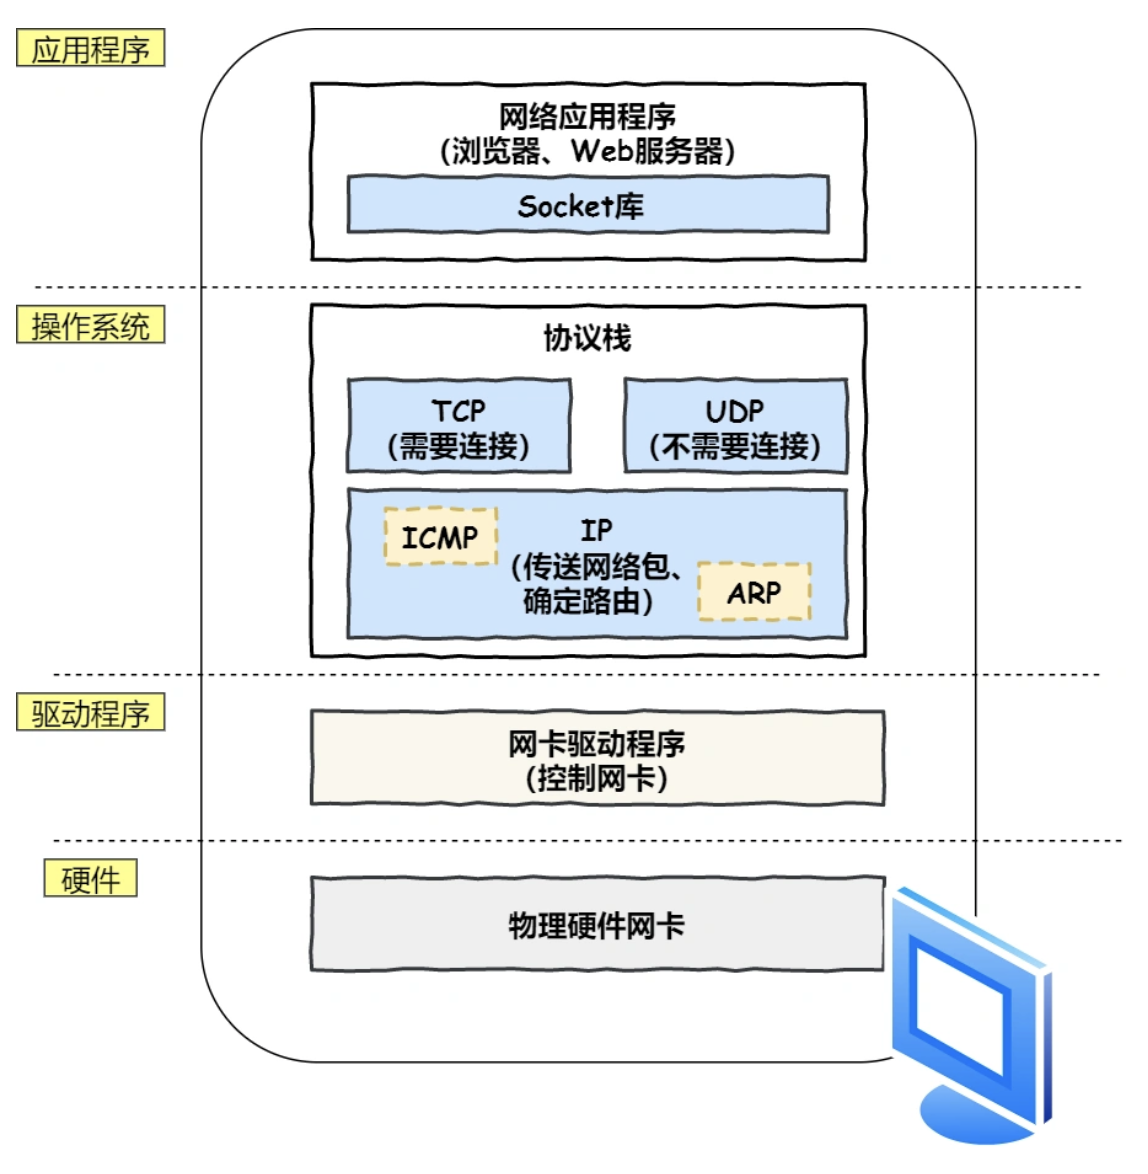 应用程序
网络应用程序
（浏览器、Web服务器）
Socket库
操作系统
协议栈
TCP
（需要连接）
UDP
（不需要连接）
ICMP
IP
（传送网络包、
确定路由）
ARP
驱动程序
网卡驱动程序
（控制网卡）
硬件
物理硬件网卡